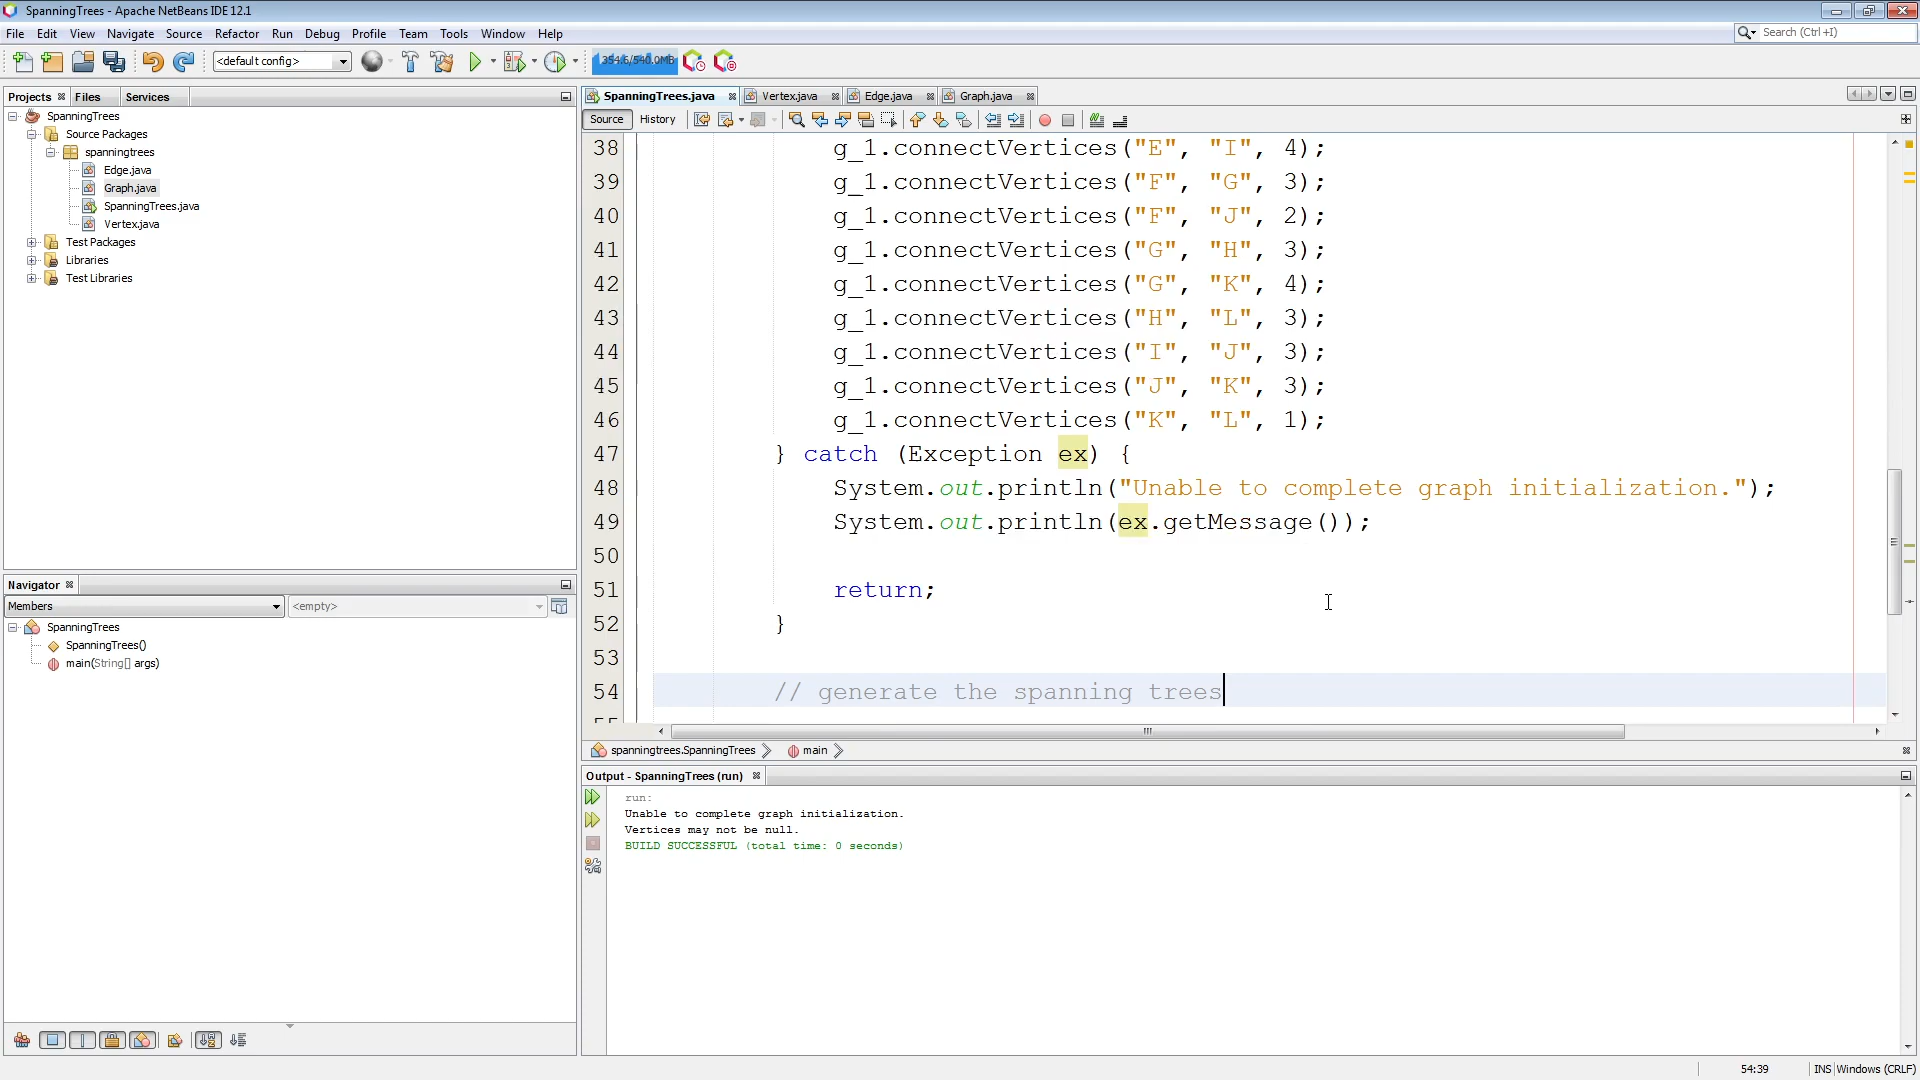 SpanningTrees - Apache NetBeans IDE 12.1
File Edit View Navigate Source Refactor Run Debug Profile Team Tools Window Help
Search (Ctrl+I)
<default config>
354.6/540.0MB
Projects Files Services
SpanningTrees
Source Packages
spanningtrees
Edge.java
Graph.java
SpanningTrees.java
Vertex.java
Test Packages
Libraries
Test Libraries
Navigator
Members
<empty>
SpanningTrees
SpanningTrees()
main(String[] args)
SpanningTrees.java Vertex.java Edge.java Graph.java
Source History
38 g_1.connectVertices("E", "I", 4);
39 g_1.connectVertices("F", "G", 3);
40 g_1.connectVertices("F", "J", 2);
41 g_1.connectVertices("G", "H", 3);
42 g_1.connectVertices("G", "K", 4);
43 g_1.connectVertices("H", "L", 3);
44 g_1.connectVertices("I", "J", 3);
45 g_1.connectVertices("J", "K", 3);
46 g_1.connectVertices("K", "L", 1);
47 } catch (Exception ex) {
48 System.out.println("Unable to complete graph initialization.");
49 System.out.println(ex.getMessage());
50
51 return;
52 }
53
54 // generate the spanning trees
spanningtrees.SpanningTrees main
Output - SpanningTrees (run)
run:
Unable to complete graph initialization.
Vertices may not be null.
BUILD SUCCESSFUL (total time: 0 seconds)
54:39 INS Windows (CRLF)